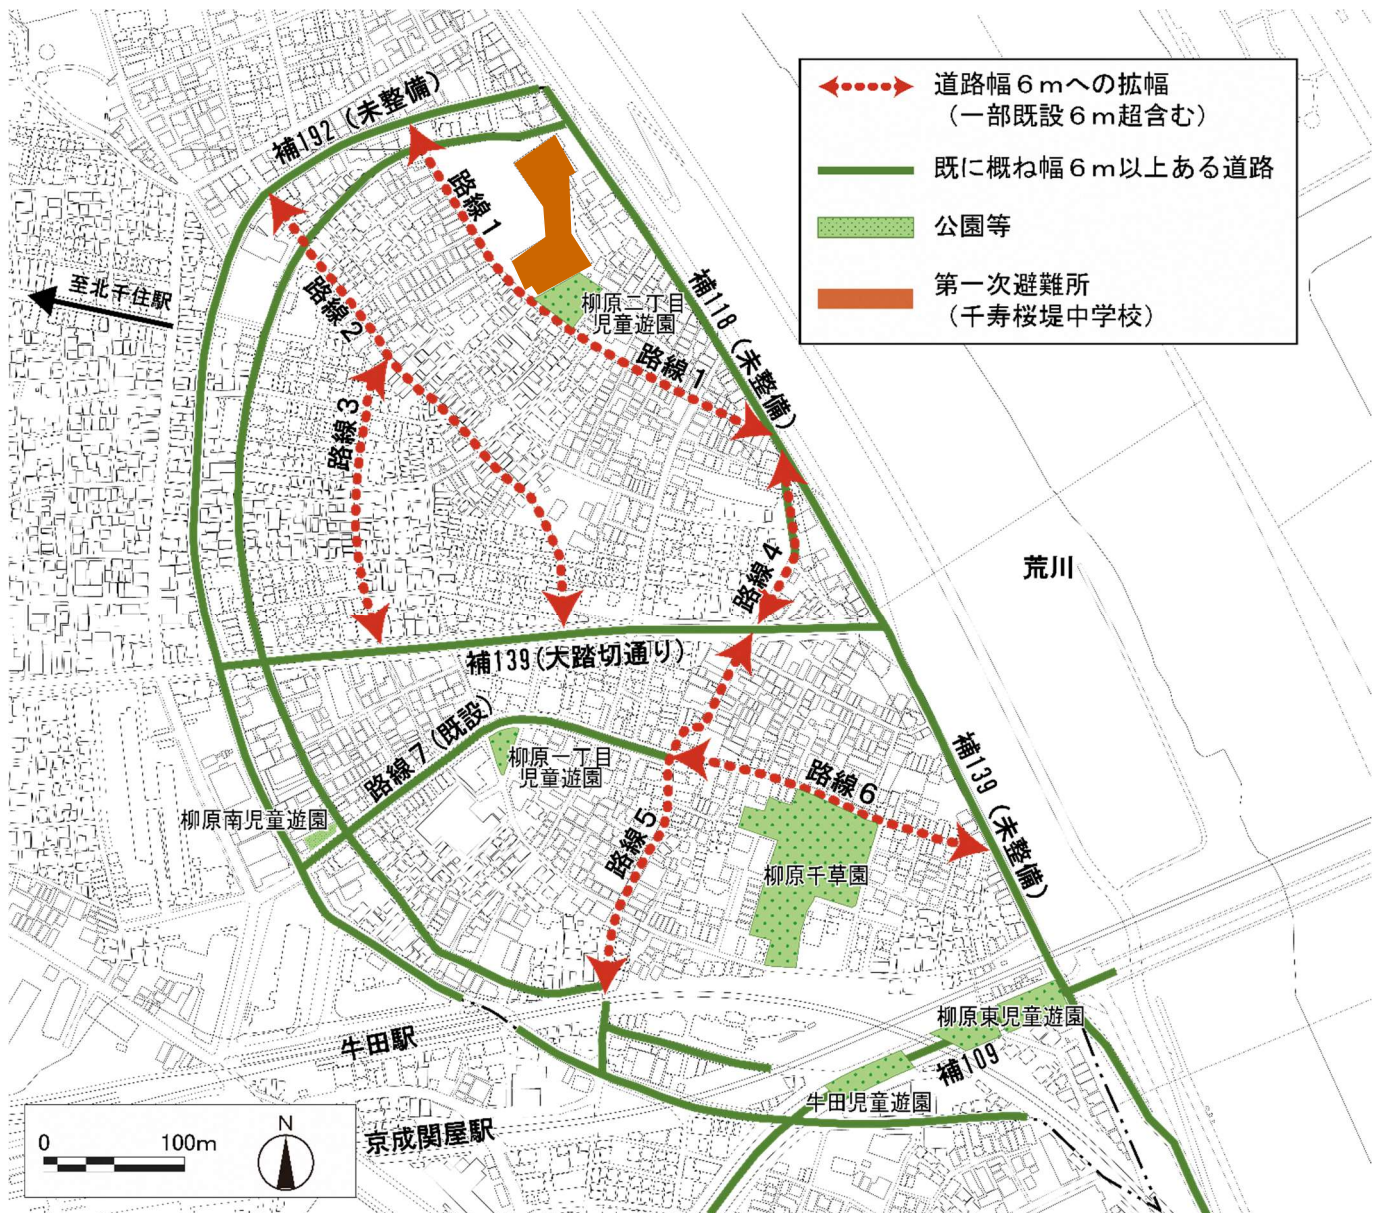 道路幅６ｍへの拡幅
（一部既設６ｍ超含む）
既に概ね幅６ｍ以上ある道路
公園等
第一次避難所
（千寿桜堤中学校）
補192（未整備）
路線1
至北千住駅
路線2
柳原二丁目
児童遊園
補118（未整備）
路線1
路線3
路線4
荒川
補139(大踏切通り)
路線7(既設)
柳原一丁目
児童遊園
補139（未整備）
路線6
柳原南児童遊園
路線5
柳原千草園
柳原東児童遊園
牛田駅
補109
牛田児童遊園
京成関屋駅
0 100m
N